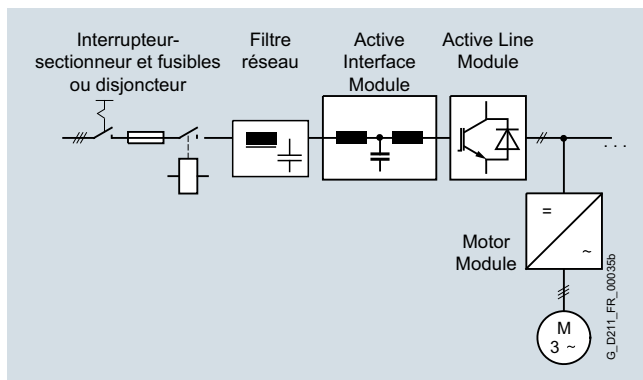 Interrupteur-
sectionneur et fusibles
ou disjoncteur
Filtre
réseau
Active
Interface
Module
Active Line
Module
. . .
=
~
Motor
Module
M
3 ~
G_D211_FR_00035b